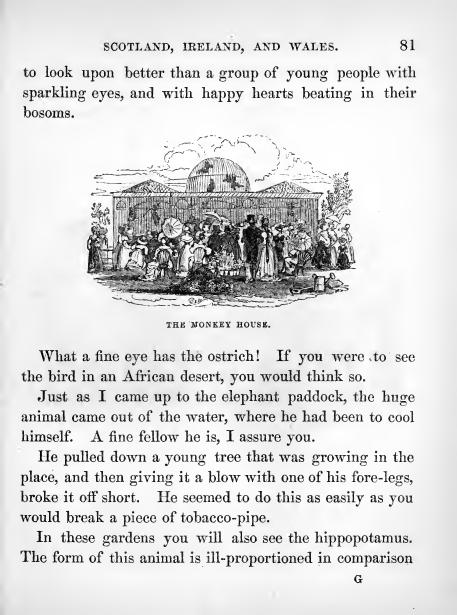 SCOTLAND, IRELAND, AND WALES. 81
to look upon better than a group of young people with
sparkling eyes, and with happy hearts beating in their
bosoms.
THE MONKEY HOUSE.
What a fine eye has the ostrich! If you were to see
the bird in an African desert, you would think so.
Just as I came up to the elephant paddock, the huge
animal came out of the water, where he had been to cool
himself. A fine fellow he is, I assure you.
He pulled down a young tree that was growing in the
place, and then giving it a blow with one of his fore-legs,
broke it off short. He seemed to do this as easily as you
would break a piece of tobacco-pipe.
In these gardens you will also see the hippopotamus.
The form of this animal is ill-proportioned in comparison
G